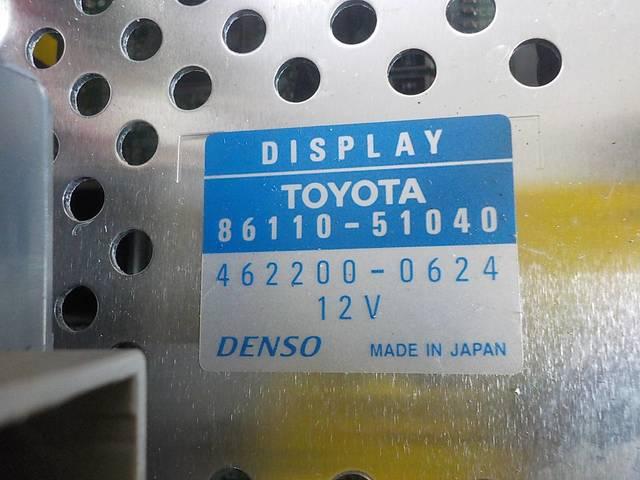 DISPLAY
TOYOTA
86110-51040
462200-0624
12V
DENSO MADE IN JAPAN